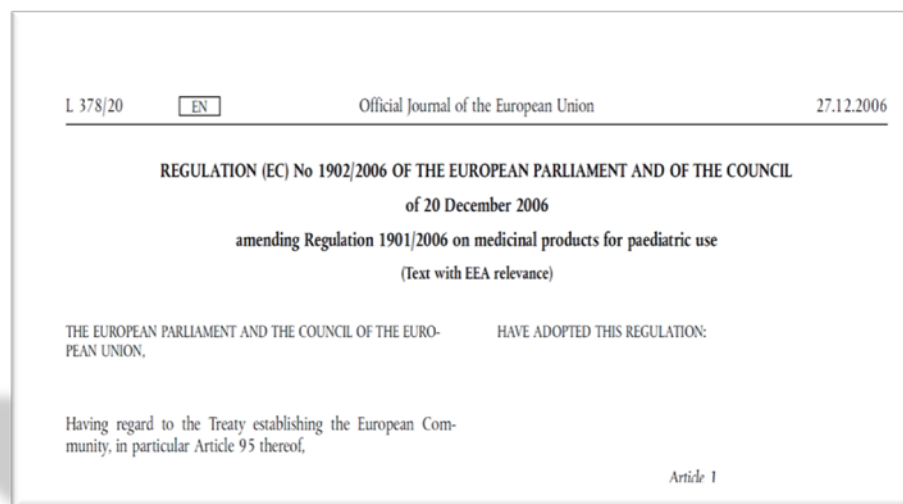 L 378/20 EN Official Journal of the European Union 27.12.2006
REGULATION (EC) No 1902/2006 OF THE EUROPEAN PARLIAMENT AND OF THE COUNCIL
of 20 December 2006
amending Regulation 1901/2006 on medicinal products for paediatric use
(Text with EEA relevance)
THE EUROPEAN PARLIAMENT AND THE COUNCIL OF THE EURO-
PEAN UNION,
Having regard to the Treaty establishing the European Com-
munity, in particular Article 95 thereof,
HAVE ADOPTED THIS REGULATION:
Article 1